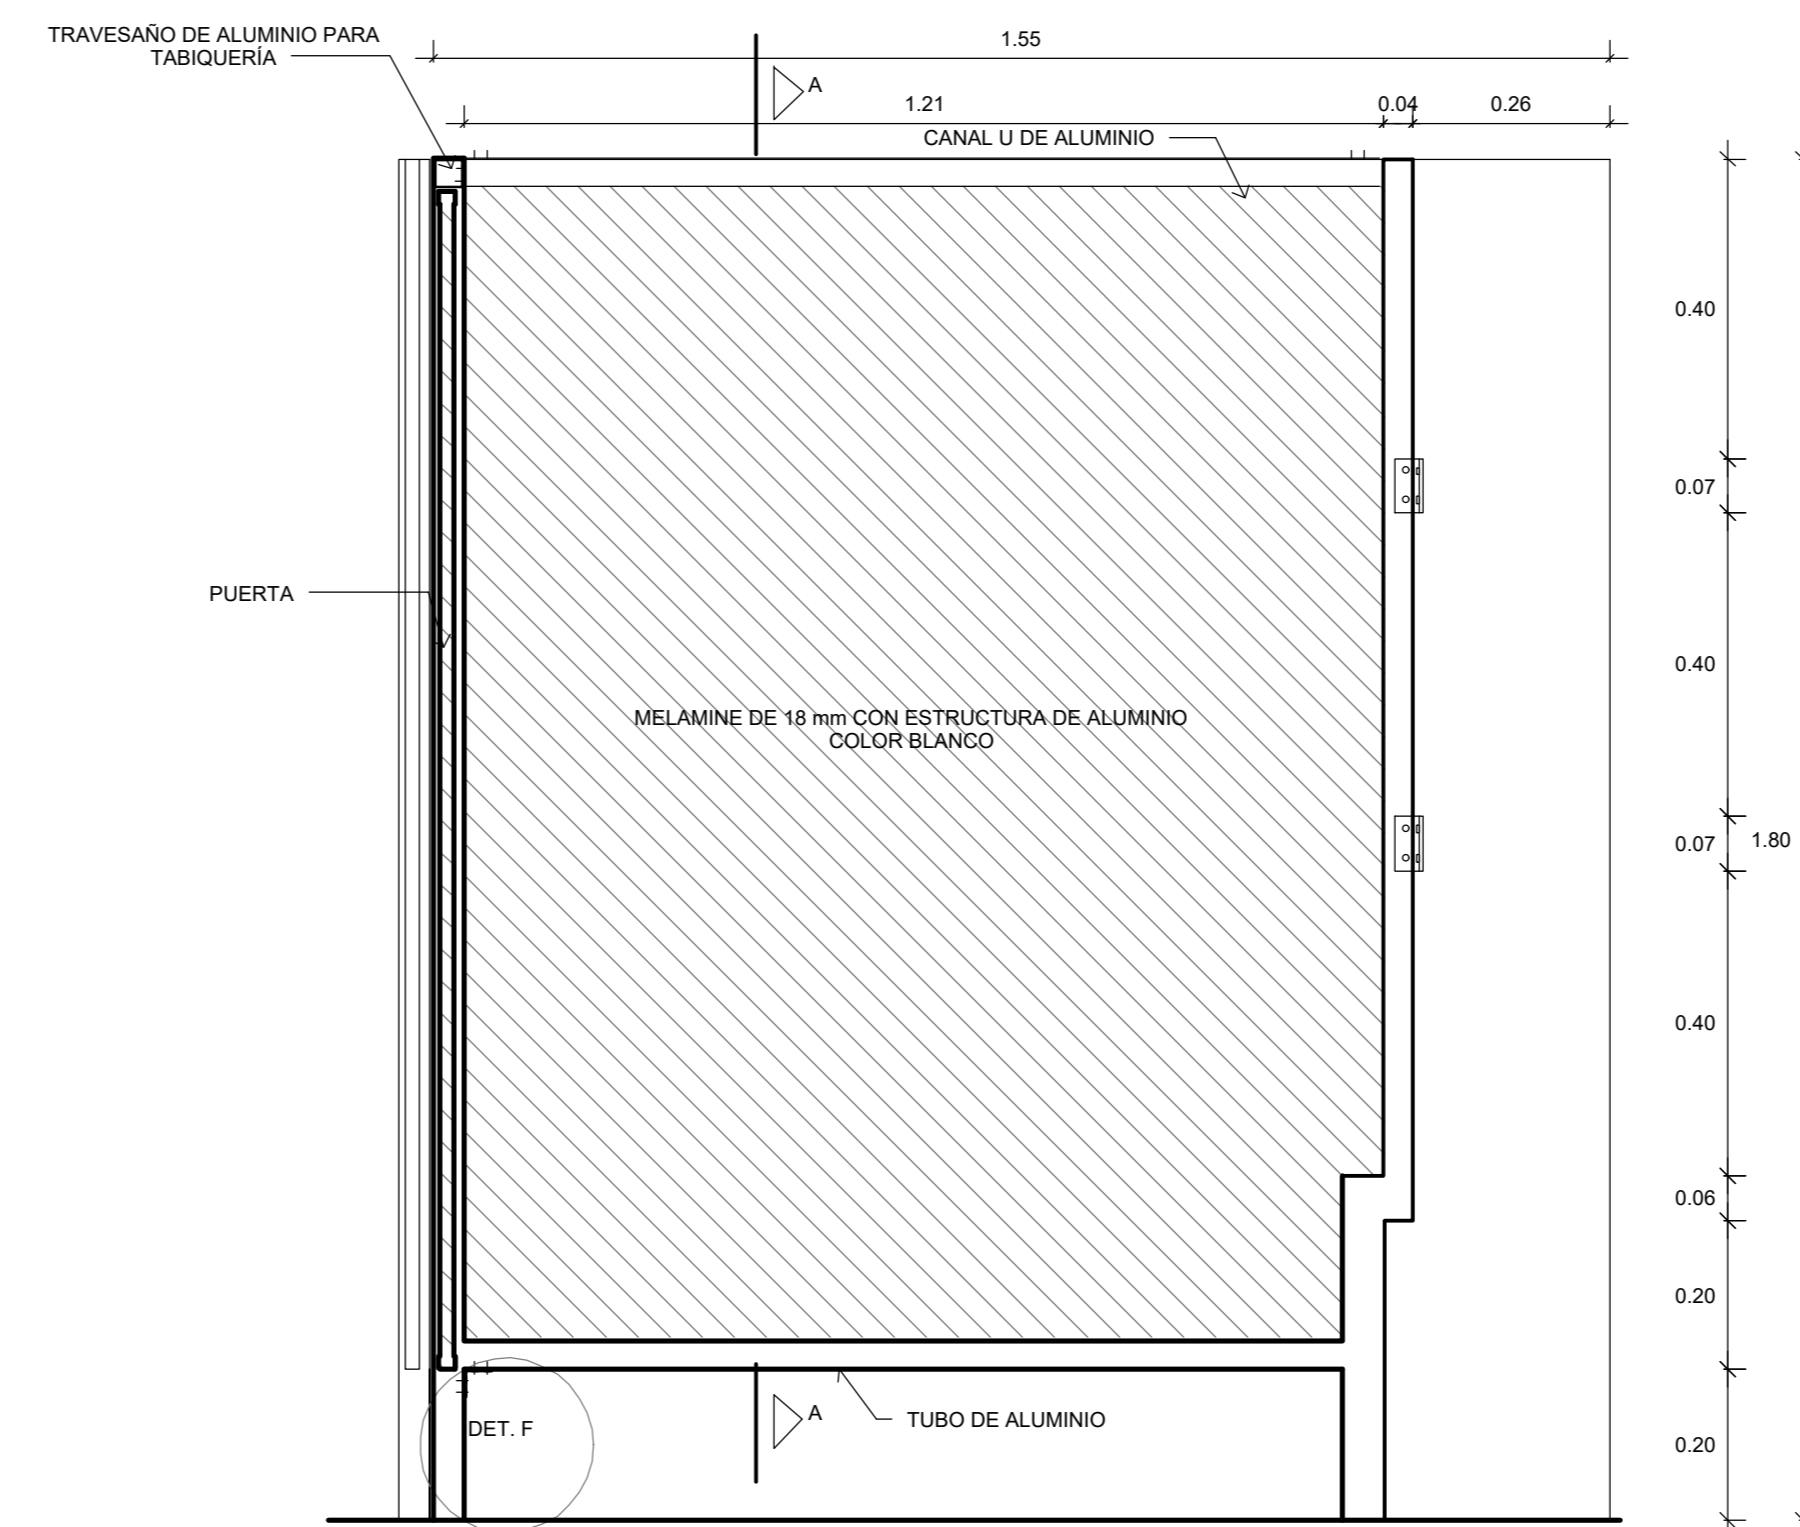 TRAVESAÑO DE ALUMINIO PARA
TABIQUERÍA
1.55
A
1.21
0.04
0.26
CANAL U DE ALUMINIO
0.40
0.07
PUERTA
0.40
MELAMINE DE 18 mm CON ESTRUCTURA DE ALUMINIO
COLOR BLANCO
0.07
1.80
0.40
0.06
0.20
A
TUBO DE ALUMINIO
DET. F
0.20